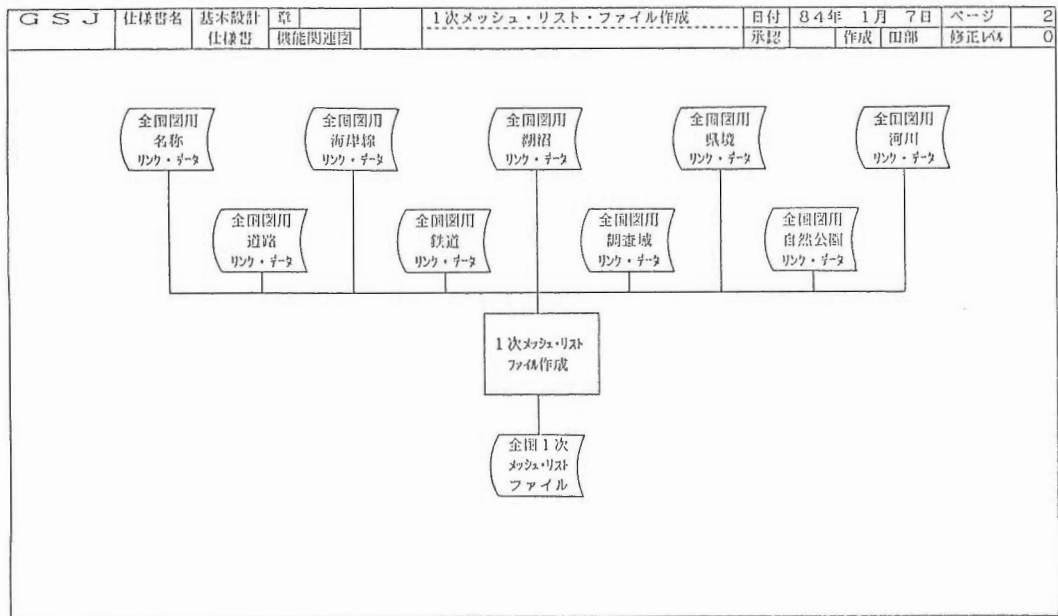 GSJ 仕様書名 基本設計 章 1次メッシュ・リスト・ファイル作成 日付 84年 1月 7日 ページ 2
仕様書 機能関連図 承認 作成 田部 修正レベル 0
全国図用
名称
リンク・データ
全国図用
海岸線
リンク・データ
全国図用
湖沼
リンク・データ
全国図用
県境
リンク・データ
全国図用
河川
リンク・データ
全国図用
道路
リンク・データ
全国図用
鉄道
リンク・データ
全国図用
調査域
リンク・データ
全国図用
自然公園
リンク・データ
1次メッシュ・リスト
ファイル作成
全国1次
メッシュ・リスト
ファイル